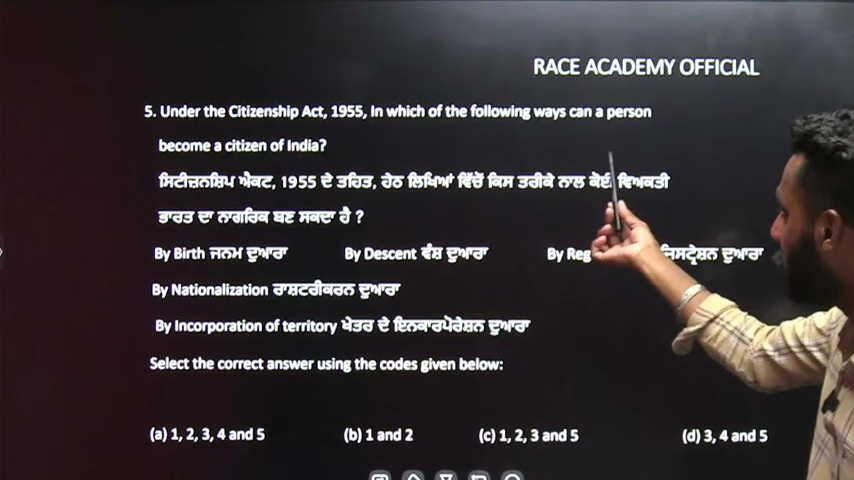 RACE ACADEMY OFFICIAL
5. Under the Citizenship Act, 1955, In which of the following ways can a person
become a citizen of India?
ਸਿਟੀਜ਼ਨਸ਼ਿਪ ਐਕਟ, 1955 ਦੇ ਤਹਿਤ, ਹੇਠ ਲਿਖਿਆਂ ਵਿੱਚੋਂ ਕਿਸ ਤਰੀਕੇ ਨਾਲ ਕੋਈ ਵਿਅਕਤੀ
ਭਾਰਤ ਦਾ ਨਾਗਰਿਕ ਬਣ ਸਕਦਾ ਹੈ ?
By Birth ਜਨਮ ਦੁਆਰਾ By Descent ਵੰਸ਼ ਦੁਆਰਾ By ਦੁਆਰਾ
By Nationalization ਰਾਸ਼ਟਰੀਕਰਨ ਦੁਆਰਾ
By Incorporation of territory ਖੇਤਰ ਦੇ ਇਨਕਾਰਪੋਰੇਸ਼ਨ ਦੁਆਰਾ
Select the correct answer using the codes given below:
(a) 1, 2, 3, 4 and 5 (b) 1 and 2 (c) 1, 2, 3 and 5 (d) 3, 4 and 5